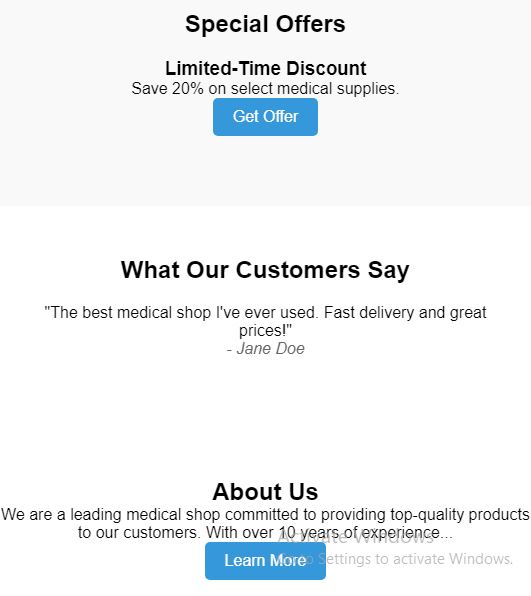 Special Offers
Limited-Time Discount
Save 20% on select medical supplies.
Get Offer
What Our Customers Say
"The best medical shop I've ever used. Fast delivery and great
prices!"
- Jane Doe
About Us
We are a leading medical shop committed to providing top-quality products
to our customers. With over 10 years of experience...
Activate Windows
Learn More
Go to Settings to activate Windows.